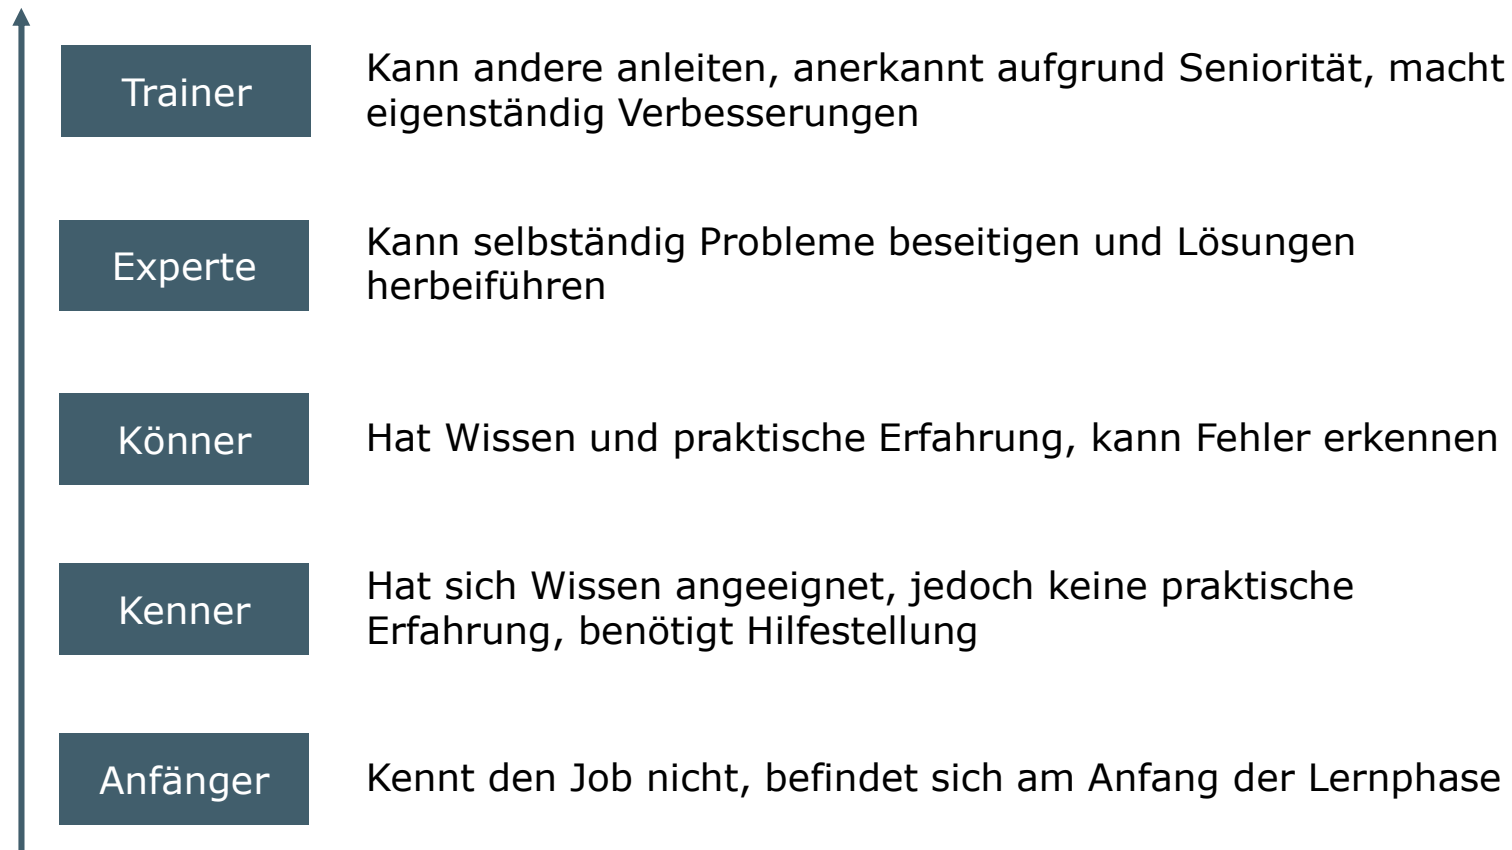 Trainer
Kann andere anleiten, anerkannt aufgrund Seniorität, macht
eigenständig Verbesserungen
Experte
Kann selbständig Probleme beseitigen und Lösungen
herbeiführen
Könner
Hat Wissen und praktische Erfahrung, kann Fehler erkennen
Kenner
Hat sich Wissen angeeignet, jedoch keine praktische
Erfahrung, benötigt Hilfestellung
Anfänger
Kennt den Job nicht, befindet sich am Anfang der Lernphase